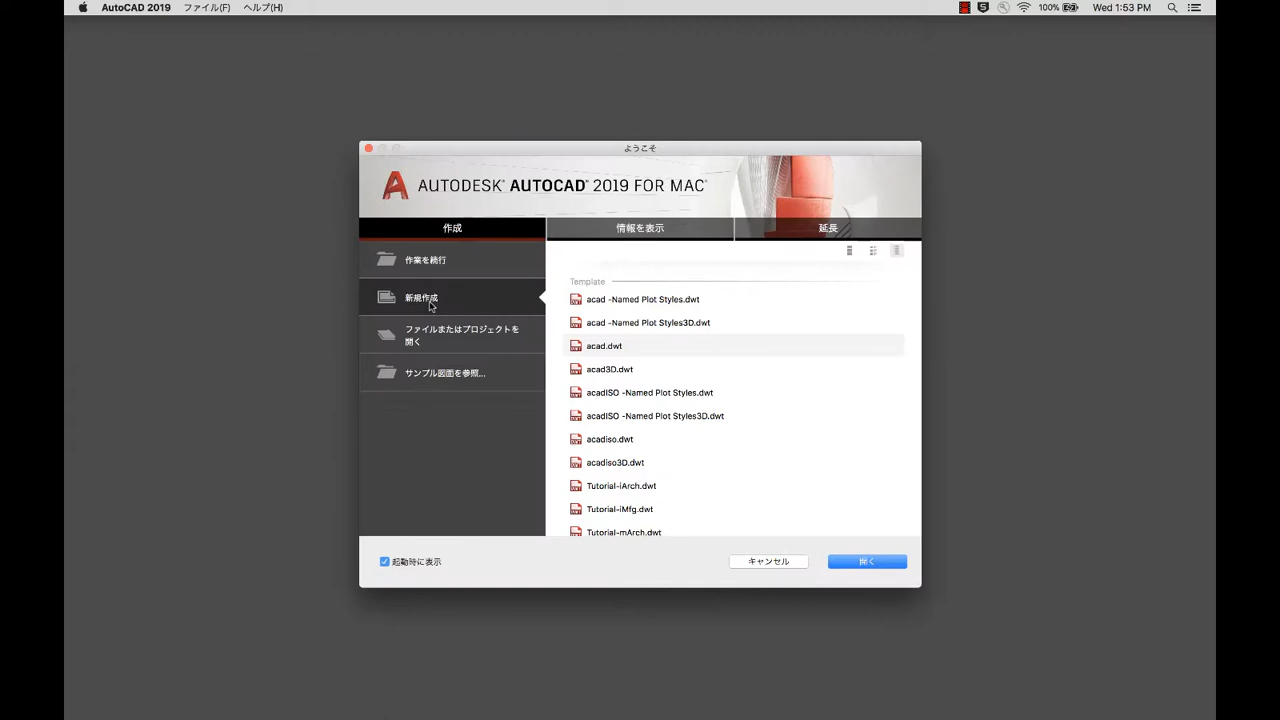 AutoCAD 2019 ファイル(F) ヘルプ(H) 100% Wed 1:53 PM
ようこそ
AUTODESK® AUTOCAD® 2019 FOR MAC®
作成 情報を表示 延長
作業を続行
新規作成
ファイルまたはプロジェクトを
開く
サンプル図面を参照...
Template
acad -Named Plot Styles.dwt
acad -Named Plot Styles3D.dwt
acad.dwt
acad3D.dwt
acadISO -Named Plot Styles.dwt
acadISO -Named Plot Styles3D.dwt
acadiso.dwt
acadiso3D.dwt
Tutorial-iArch.dwt
Tutorial-iMfg.dwt
Tutorial-mArch.dwt
起動時に表示 キャンセル 開く